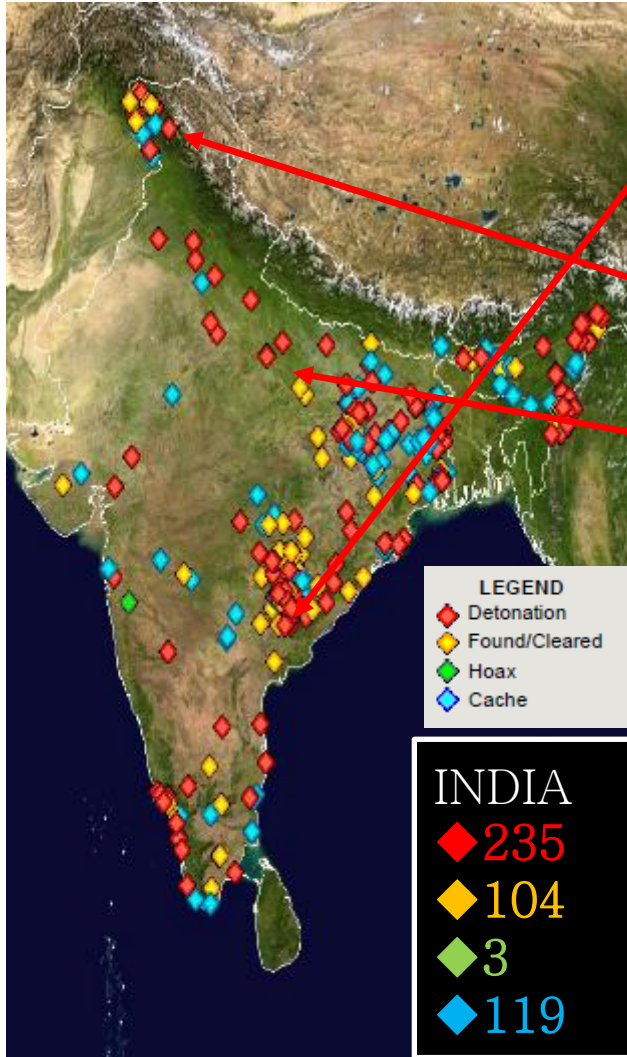 LEGEND
Detonation
Found/Cleared
Hoax
Cache
INDIA
235
104
3
119